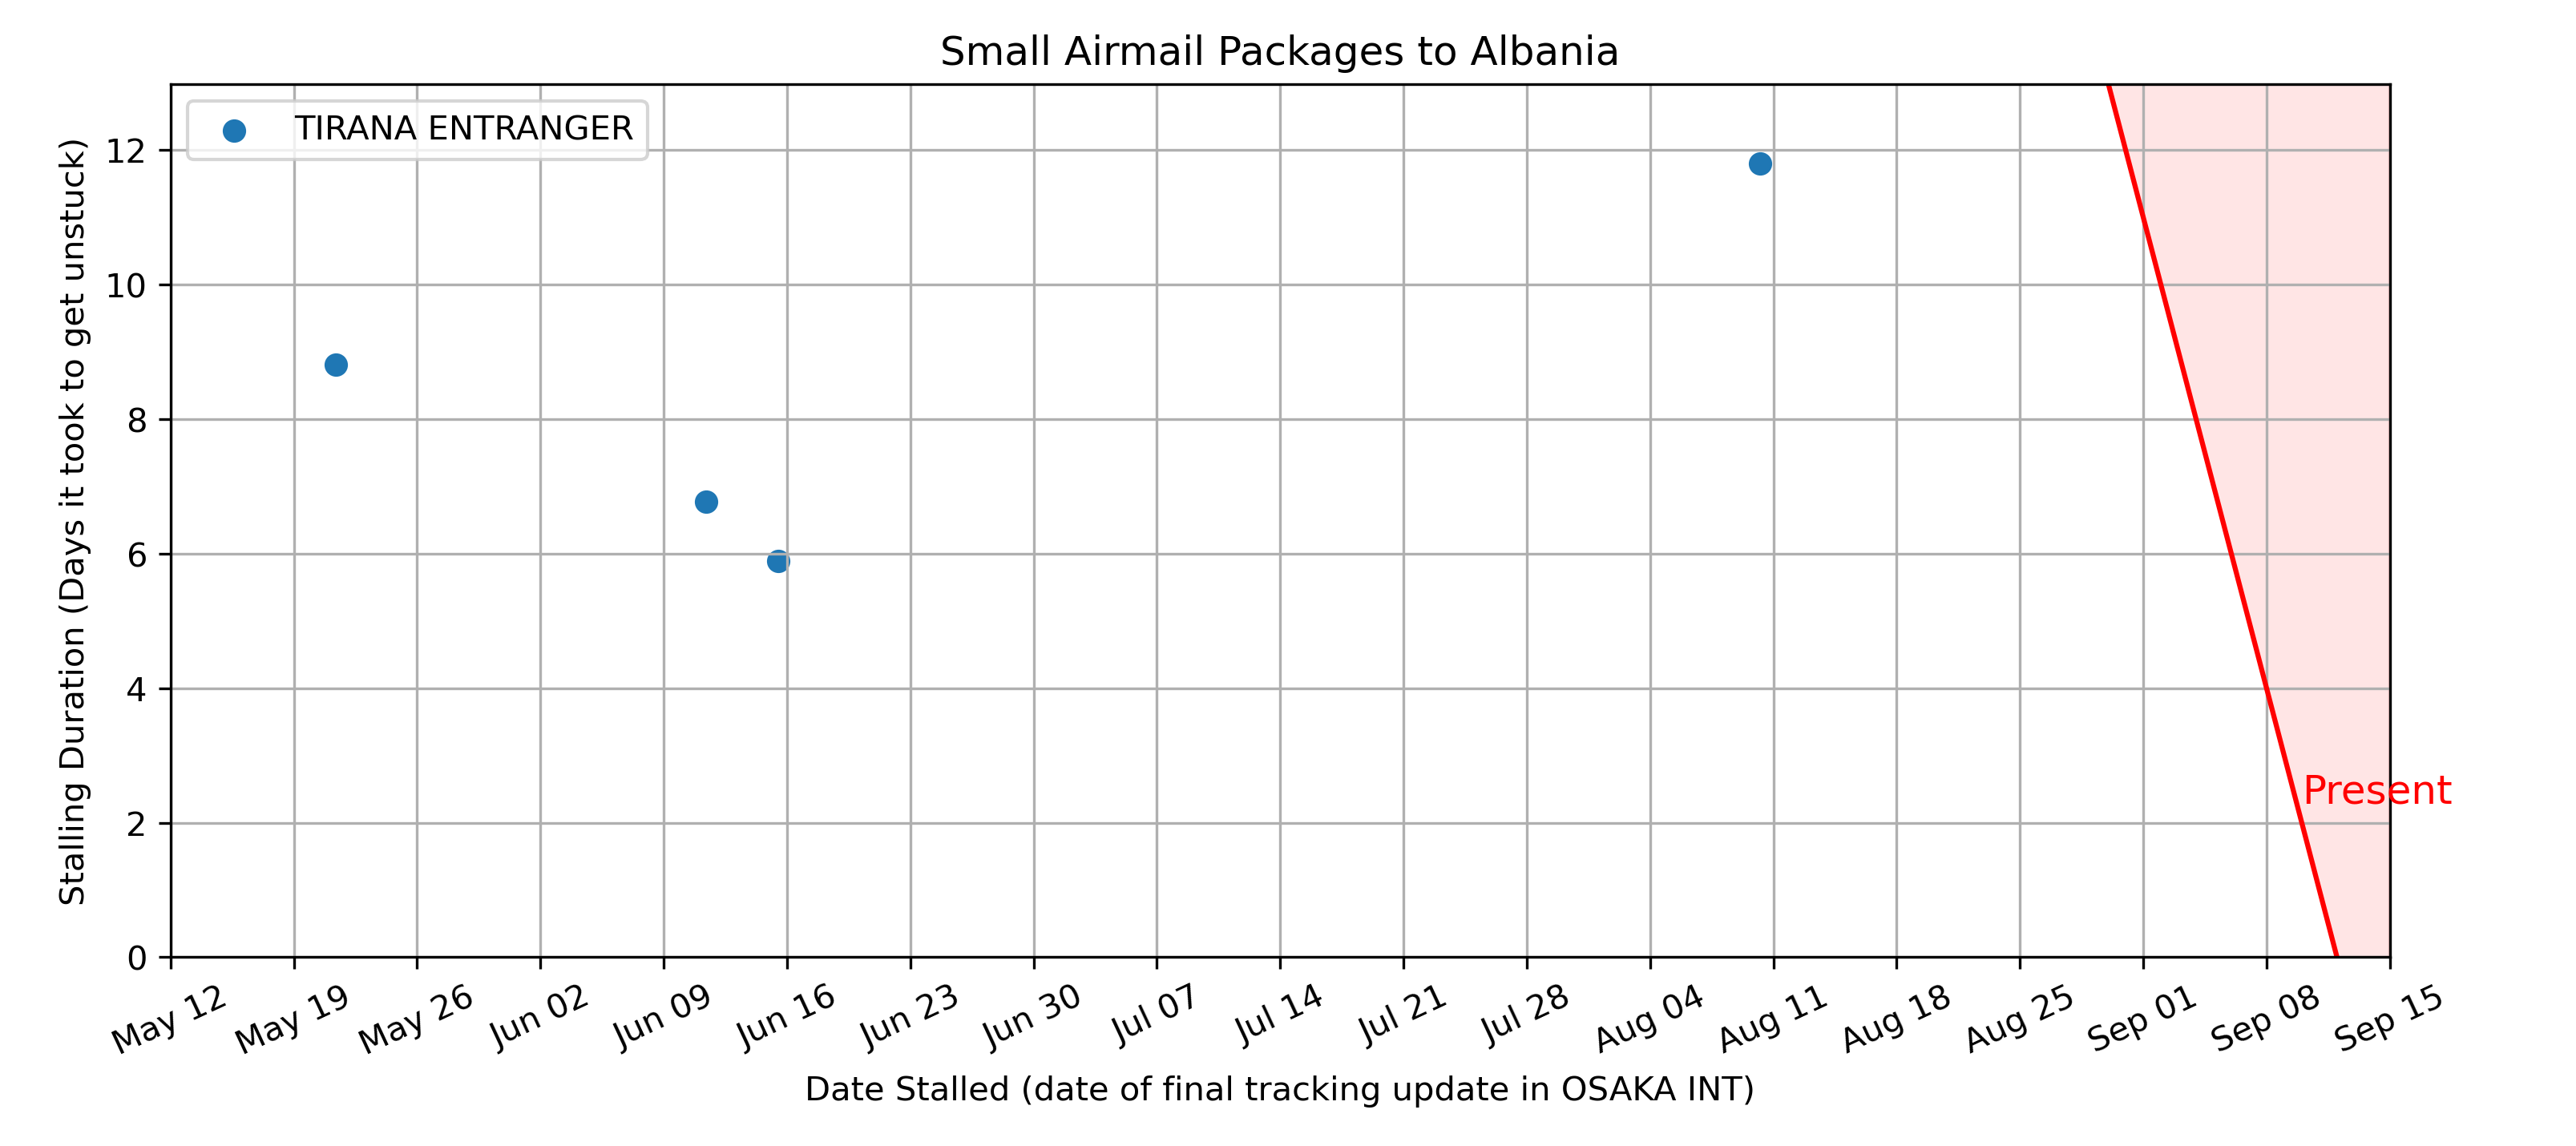 Small Airmail Packages to Albania
TIRANA ENTRANGER
Stalling Duration (Days it took to get unstuck)
12
10
8
6
4
2
0
Present
May 12
May 19
May 26
Jun 02
Jun 09
Jun 16
Jun 23
Jun 30
Jul 07
Jul 14
Jul 21
Jul 28
Aug 04
Aug 11
Aug 18
Aug 25
Sep 01
Sep 08
Sep 15
Date Stalled (date of final tracking update in OSAKA INT)